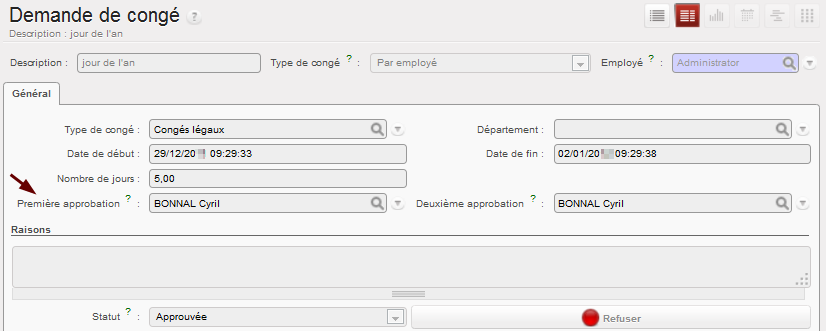 Demande de congé ?
Description : jour de l'an
Description : jour de l'an Type de congé ? : Par employé Employé ? : Administrator
Général
Type de congé : Congés légaux Département :
Date de début : 29/12/20 09:29:33 Date de fin : 02/01/20 09:29:38
Nombre de jours : 5,00
Première approbation ? : BONNAL Cyril Deuxième approbation ? : BONNAL Cyril
Raisons
Statut ? : Approuvée Refuser